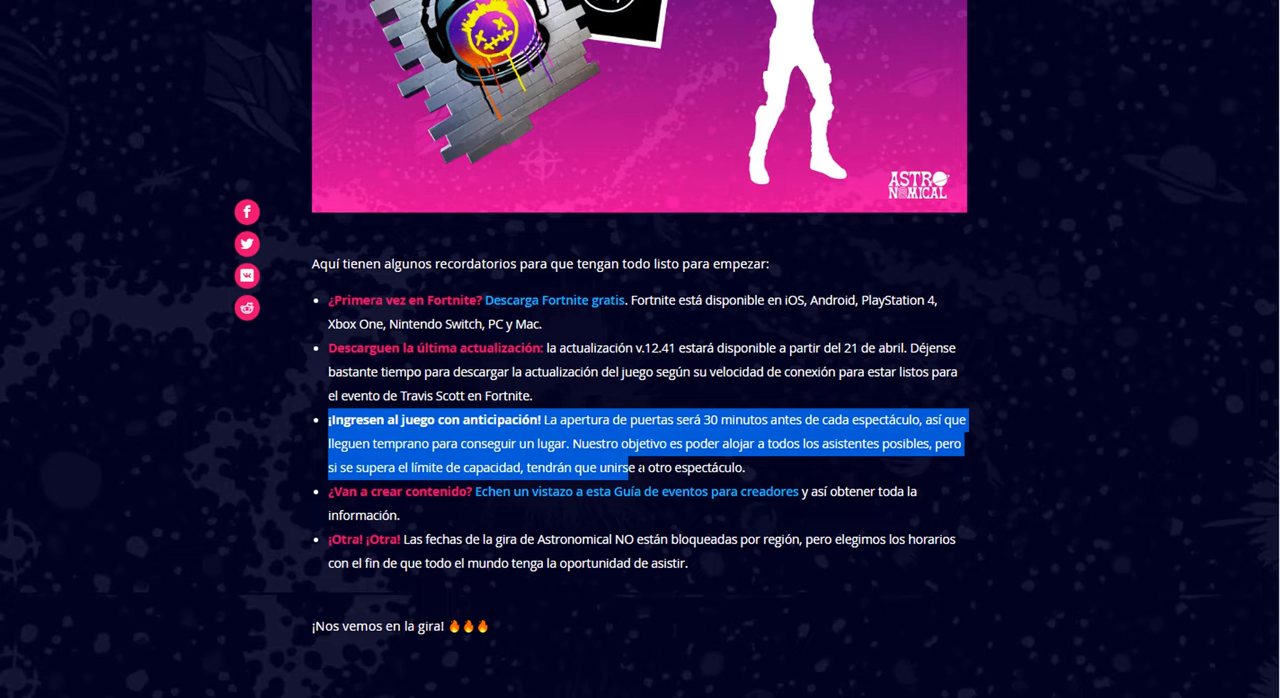 ASTRO
NOMICAL
Aquí tienen algunos recordatorios para que tengan todo listo para empezar:
¿Primera vez en Fortnite? Descarga Fortnite gratis. Fortnite está disponible en iOS, Android, PlayStation 4,
Xbox One, Nintendo Switch, PC y Mac.
Descarguen la última actualización: la actualización v.12.41 estará disponible a partir del 21 de abril. Déjense
bastante tiempo para descargar la actualización del juego según su velocidad de conexión para estar listos para
el evento de Travis Scott en Fortnite.
¡Ingresen al juego con anticipación! La apertura de puertas será 30 minutos antes de cada espectáculo, así que
lleguen temprano para conseguir un lugar. Nuestro objetivo es poder alojar a todos los asistentes posibles, pero
si se supera el límite de capacidad, tendrán que unirse a otro espectáculo.
¿Van a crear contenido? Echen un vistazo a esta Guía de eventos para creadores y así obtener toda la
información.
¡Otra! ¡Otra! Las fechas de la gira de Astronomical NO están bloqueadas por región, pero elegimos los horarios
con el fin de que todo el mundo tenga la oportunidad de asistir.
¡Nos vemos en la gira! 🔥🔥🔥